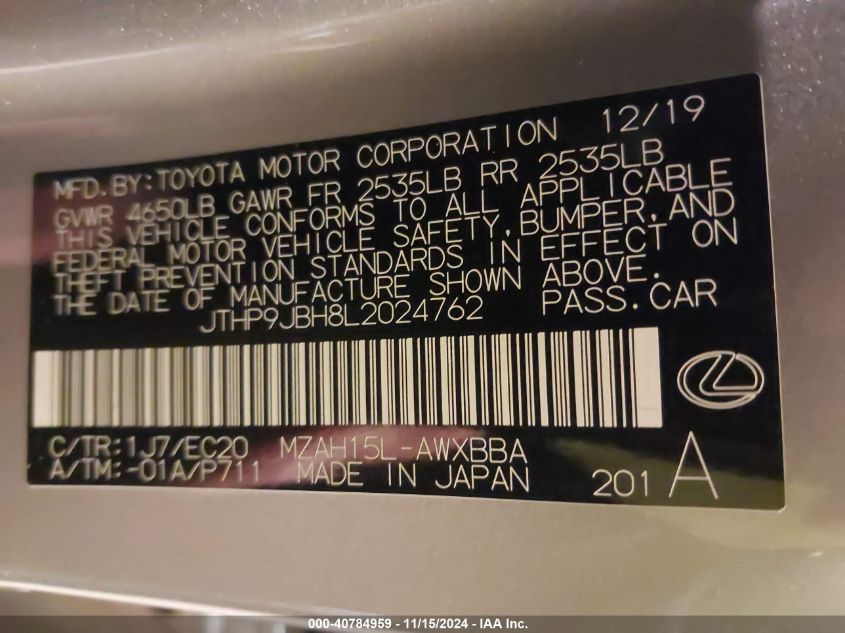 MFD. BY: TOYOTA MOTOR CORPORATION 12/19
GVWR 4650LB GAWR FR 2535LB RR 2535LB
THIS VEHICLE CONFORMS TO ALL APPLICABLE
FEDERAL MOTOR VEHICLE SAFETY, BUMPER, AND
THEFT PREVENTION STANDARDS IN EFFECT ON
THE DATE OF MANUFACTURE SHOWN ABOVE.
JTHP9JBH8L2024762 PASS. CAR
C/TR: 1J7/EC20 MZAH15L-AWXBBA
A/TM: -01A/P711 MADE IN JAPAN 201 A
000-40784959 - 11/15/2024 - IAA Inc.